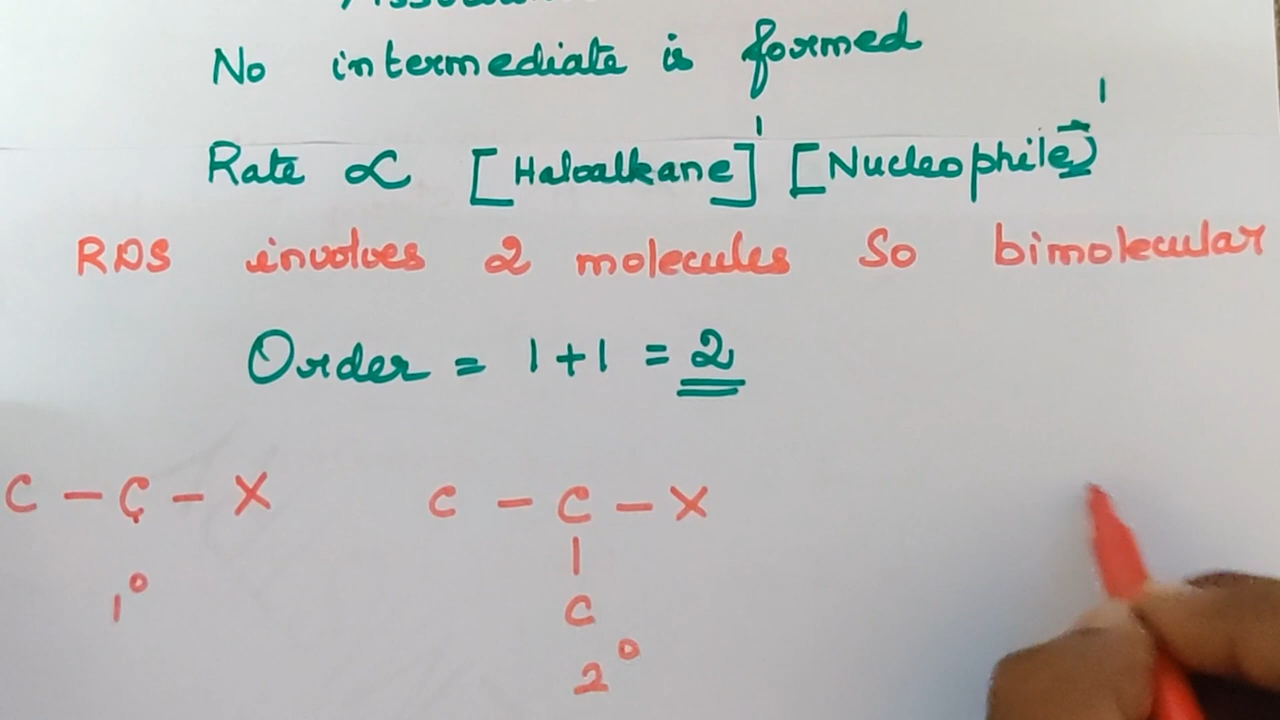 No intermediate is formed
Rate ∝ [Haloalkane]¹ [Nucleophile]¹
RDS involves 2 molecules So bimolecular
Order = 1+1 = 2
C - C - X C - C - X
|
1° C
2°